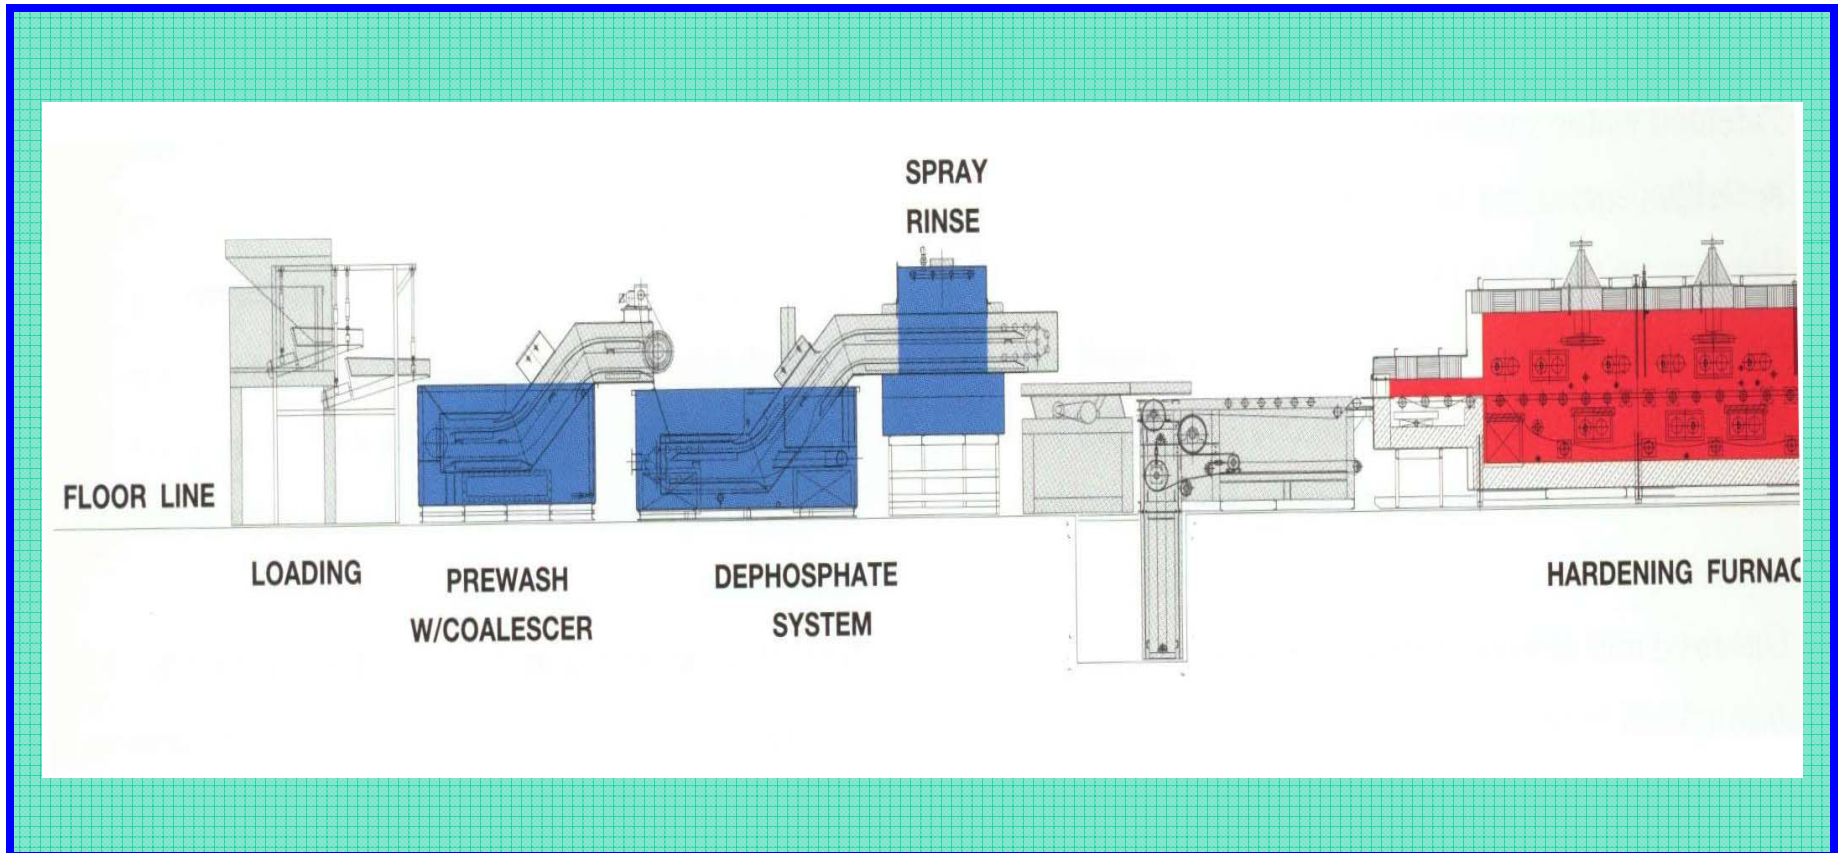 SPRAY
RINSE
FLOOR LINE
LOADING
PREWASH
W/COALESCER
DEPHOSPHATE
SYSTEM
HARDENING FURNAC